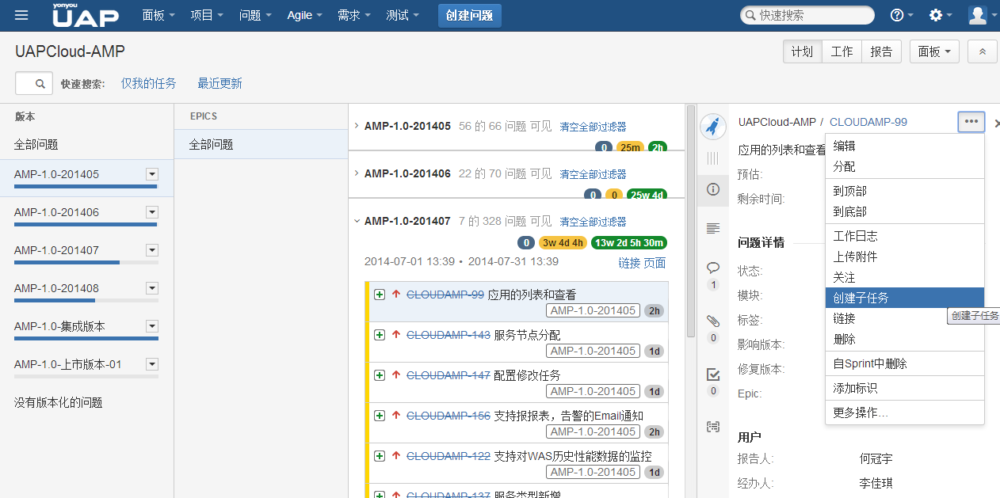 yonyou
UAP
面板 项目 问题 Agile 需求 测试 创建问题 快速搜索
UAPCloud-AMP
计划 工作 报告 面板
快速搜索: 仅我的任务 最近更新
版本
全部问题
AMP-1.0-201405
AMP-1.0-201406
AMP-1.0-201407
AMP-1.0-201408
AMP-1.0-集成版本
AMP-1.0-上市版本-01
没有版本化的问题
EPICS
全部问题
AMP-1.0-201405 56 的 66 问题 可见 清空全部过滤器
0 25m 2h
AMP-1.0-201406 22 的 70 问题 可见 清空全部过滤器
0 0 25w 4d
AMP-1.0-201407 7 的 328 问题 可见 清空全部过滤器
0 3w 4d 4h 13w 2d 5h 30m
2014-07-01 13:39 • 2014-07-31 13:39 链接 页面
CLOUDAMP-99 应用的列表和查看
AMP-1.0-201405 2h
CLOUDAMP-143 服务节点分配
AMP-1.0-201405 1d
CLOUDAMP-147 配置修改任务
AMP-1.0-201405 1d
CLOUDAMP-156 支持报报表，告警的Email通知
AMP-1.0-201405 2h
CLOUDAMP-122 支持对WAS历史性能数据的监控
AMP-1.0-201405 1d
CLOUDAMP-137 服务类型新增
1
0
0
UAPCloud-AMP / CLOUDAMP-99
应用的列表和查看
预估:
剩余时间:
问题详情
状态:
模块:
标签:
影响版本:
修复版本:
Epic:
用户
报告人: 何冠宇
经办人: 李佳琪
编辑
分配
到顶部
到底部
工作日志
上传附件
关注
创建子任务
链接
删除
自Sprint中删除
添加标识
更多操作…
创建子任务